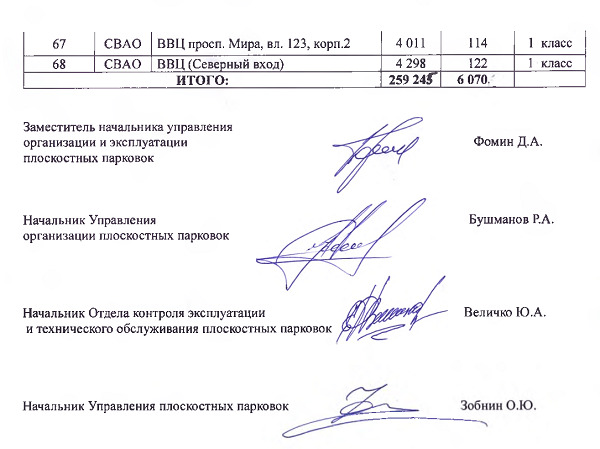 67 СВАО ВВЦ просп. Мира, вл. 123, корп.2 4 011 114 1 класс
68 СВАО ВВЦ (Северный вход) 4 298 122 1 класс
ИТОГО: 259 245 6 070
Заместитель начальника управления
организации и эксплуатации
плоскостных парковок
Фомин Д.А.
Начальник Управления
организации плоскостных парковок
Бушманов Р.А.
Начальник Отдела контроля эксплуатации
и технического обслуживания плоскостных парковок
Величко Ю.А.
Начальник Управления плоскостных парковок Зобнин О.Ю.